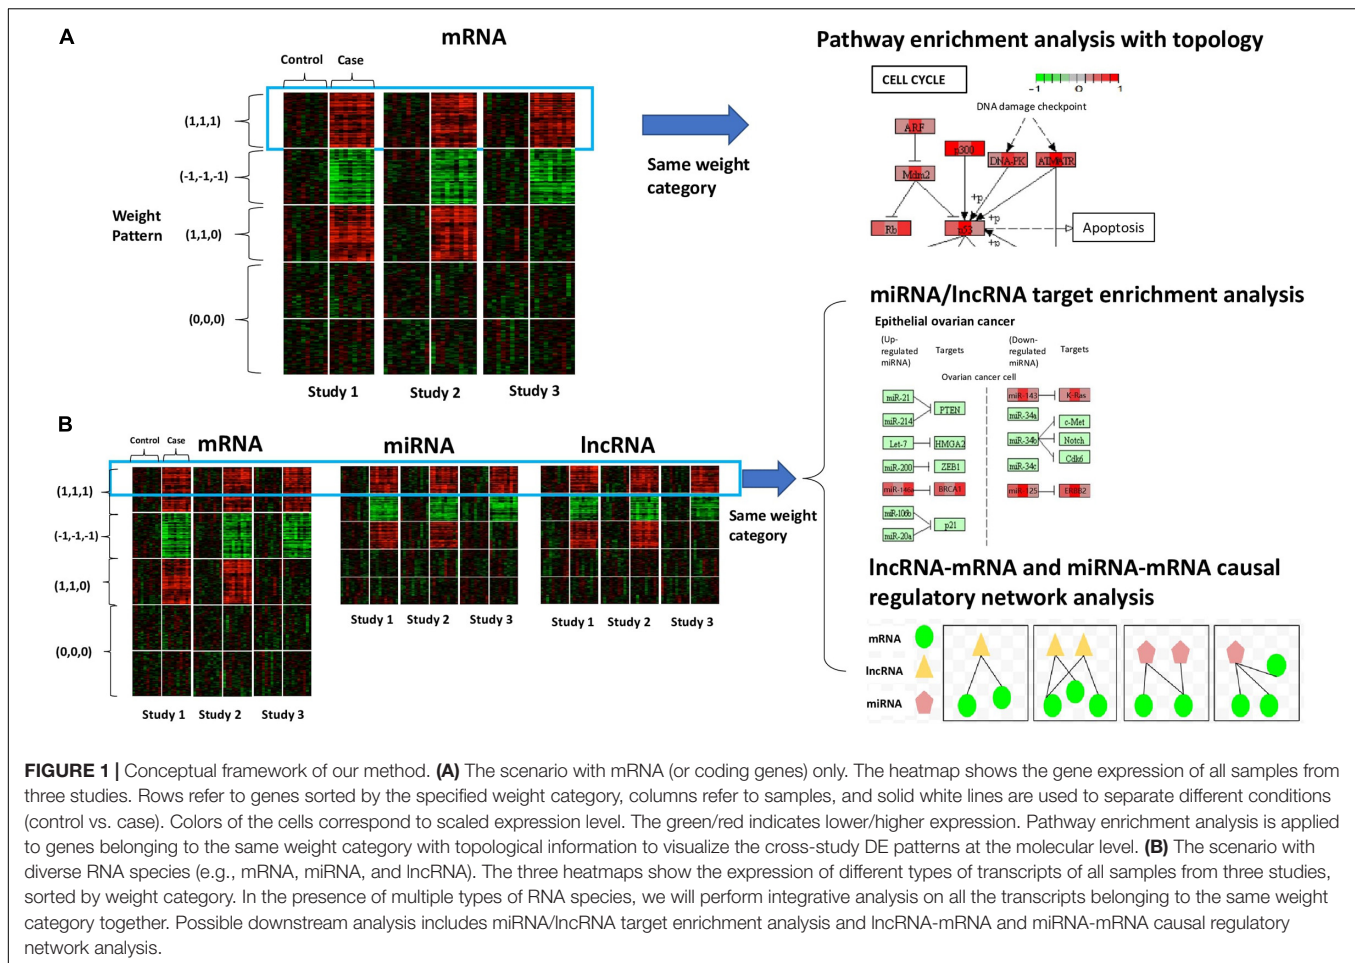 A
mRNA
Control
Case
(1,1,1)
(-1,-1,-1)
Weight
Pattern
(1,1,0)
(0,0,0)
Study 1
Study 2
Study 3
Same weight
category
Pathway enrichment analysis with topology
CELL CYCLE
-1
0
1
DNA damage checkpoint
ARF
p300
DNA-PK
ATM/ATR
Mdm2
+p
+p
+p
Rb
p53
Apoptosis
B
Control
Case
mRNA
miRNA
lncRNA
(1,1,1)
(-1,-1,-1)
(1,1,0)
(0,0,0)
Study 1
Study 2
Study 3
Study 1
Study 2
Study 3
Study 1
Study 2
Study 3
Same weight
category
miRNA/lncRNA target enrichment analysis
Epithelial ovarian cancer
(Up-
regulated
miRNA)
Targets
(Down-
regulated
miRNA)
Targets
Ovarian cancer cell
miR-21
miR-214
PTEN
Let-7
HMGA2
miR-200
ZEB1
BRCA1
miR-106b
miR-20a
p21
miR-143
K-Ras
miR-34a
miR-34b
miR-34c
c-Met
Notch
Cdk6
miR-125
ERBB2
lncRNA-mRNA and miRNA-mRNA causal
regulatory network analysis
mRNA
lncRNA
miRNA
FIGURE 1 | Conceptual framework of our method. (A) The scenario with mRNA (or coding genes) only. The heatmap shows the gene expression of all samples from
three studies. Rows refer to genes sorted by the specified weight category, columns refer to samples, and solid white lines are used to separate different conditions
(control vs. case). Colors of the cells correspond to scaled expression level. The green/red indicates lower/higher expression. Pathway enrichment analysis is applied
to genes belonging to the same weight category with topological information to visualize the cross-study DE patterns at the molecular level. (B) The scenario with
diverse RNA species (e.g., mRNA, miRNA, and lncRNA). The three heatmaps show the expression of different types of transcripts of all samples from three studies,
sorted by weight category. In the presence of multiple types of RNA species, we will perform integrative analysis on all the transcripts belonging to the same weight
category together. Possible downstream analysis includes miRNA/lncRNA target enrichment analysis and lncRNA-mRNA and miRNA-mRNA causal regulatory
network analysis.